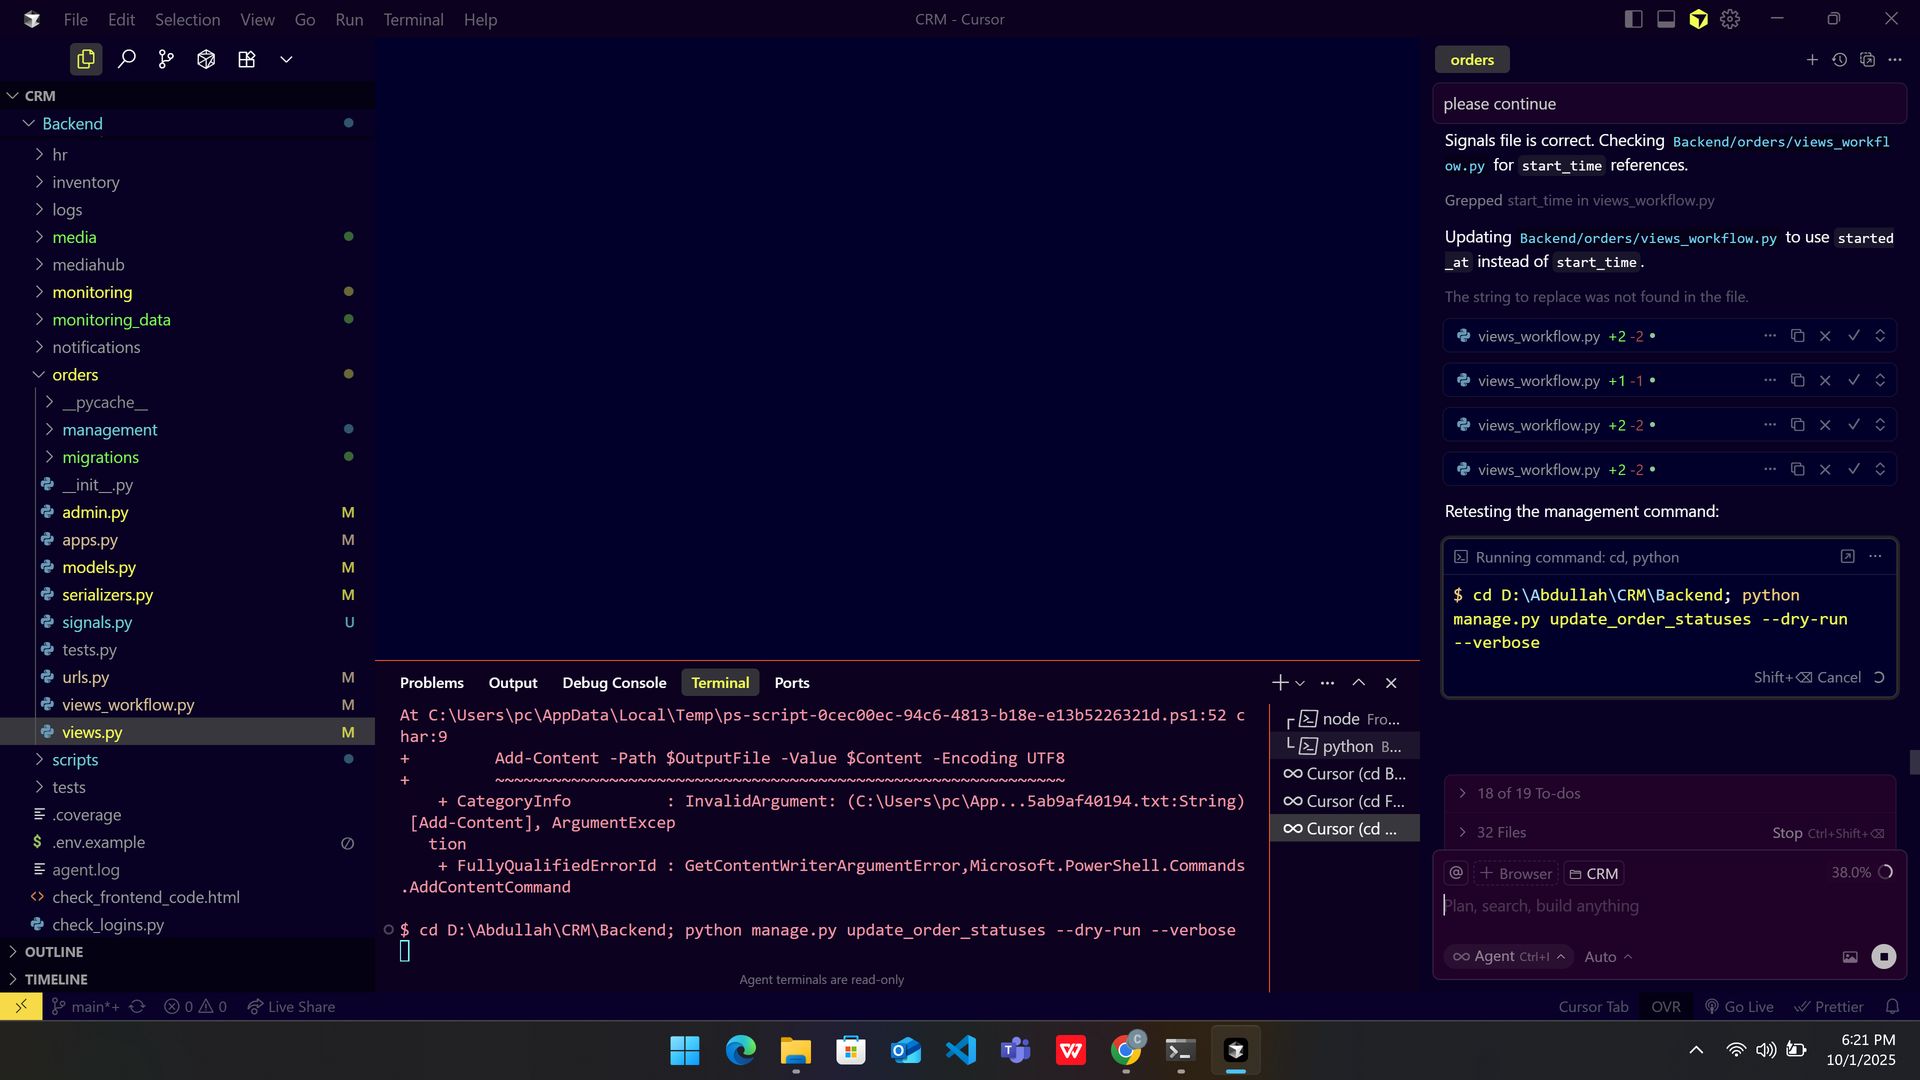 File Edit Selection View Go Run Terminal Help
CRM - Cursor
CRM
Backend
hr
inventory
logs
media
mediahub
monitoring
monitoring_data
notifications
orders
__pycache__
management
migrations
__init__.py
admin.py M
apps.py M
models.py M
serializers.py M
signals.py U
tests.py
urls.py M
views_workflow.py M
views.py M
scripts
tests
.coverage
.env.example
agent.log
check_frontend_code.html
check_logins.py
OUTLINE
TIMELINE
Problems Output Debug Console Terminal Ports
At C:\Users\pc\AppData\Local\Temp\ps-script-0cec00ec-94c6-4813-b18e-e13b5226321d.ps1:52 c
har:9
+         Add-Content -Path $OutputFile -Value $Content -Encoding UTF8
+         ~~~~~~~~~~~~~~~~~~~~~~~~~~~~~~~~~~~~~~~~~~~~~~~~~~~~~~~~~~~~
    + CategoryInfo          : InvalidArgument: (C:\Users\pc\App...5ab9af40194.txt:String)
 [Add-Content], ArgumentExcep
   tion
    + FullyQualifiedErrorId : GetContentWriterArgumentError,Microsoft.PowerShell.Commands
.AddContentCommand
$ cd D:\Abdullah\CRM\Backend; python manage.py update_order_statuses --dry-run --verbose
Agent terminals are read-only
node Fro...
python B...
Cursor (cd B...
Cursor (cd F...
Cursor (cd ...
orders
please continue
Signals file is correct. Checking Backend/orders/views_workfl
ow.py for start_time references.
Grepped start_time in views_workflow.py
Updating Backend/orders/views_workflow.py to use started
_at instead of start_time.
The string to replace was not found in the file.
views_workflow.py +2 -2
views_workflow.py +1 -1
views_workflow.py +2 -2
views_workflow.py +2 -2
Retesting the management command:
Running command: cd, python
$ cd D:\Abdullah\CRM\Backend; python
manage.py update_order_statuses --dry-run
--verbose
Shift+⌫ Cancel
18 of 19 To-dos
32 Files Stop Ctrl+Shift+⌫
@ + Browser CRM 38.0%
Plan, search, build anything
Agent Ctrl+I Auto
main*+ 0 0 Live Share
Cursor Tab OVR Go Live Prettier
C
6:21 PM
10/1/2025